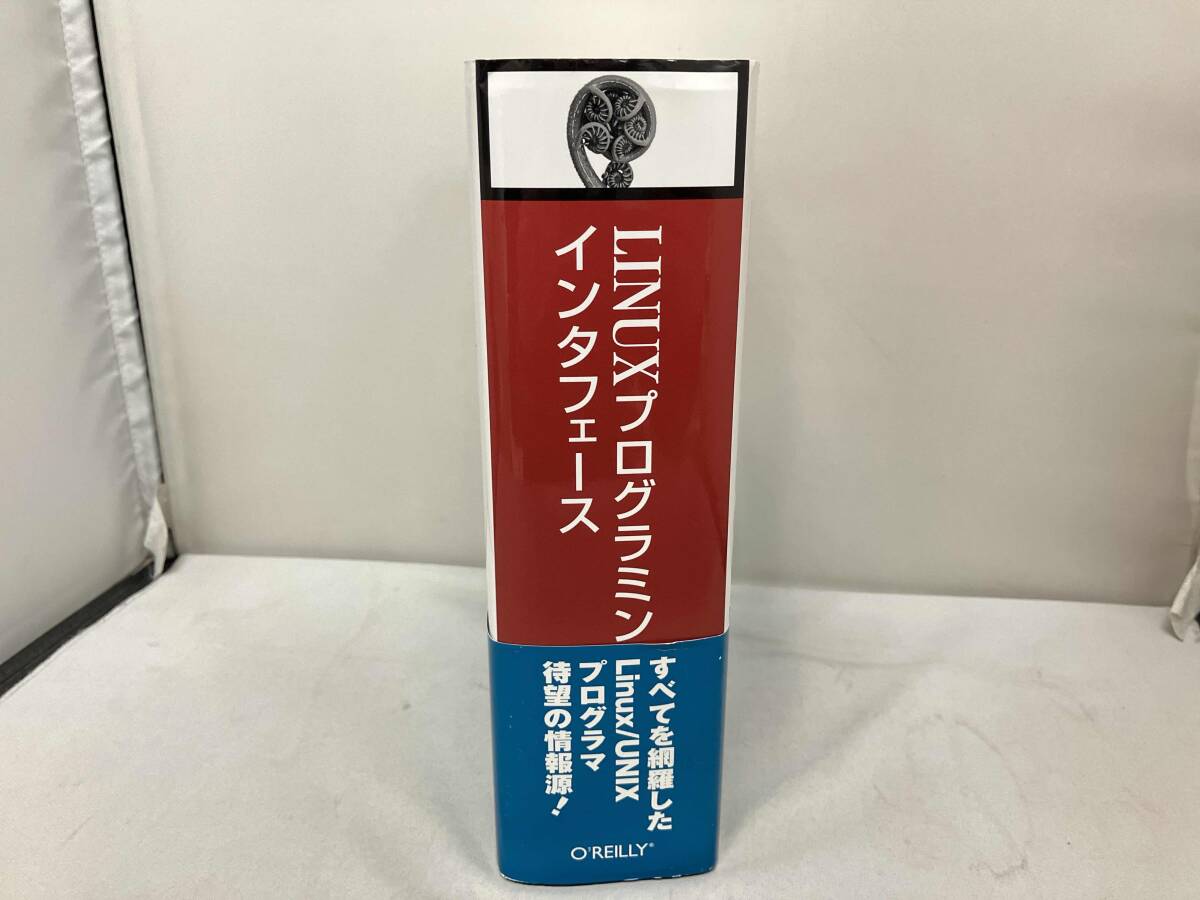 LINUXプログラミン
インタフェース
すべてを網羅した
Linux/UNIX
プログラマ
待望の情報源!
O'REILLY®